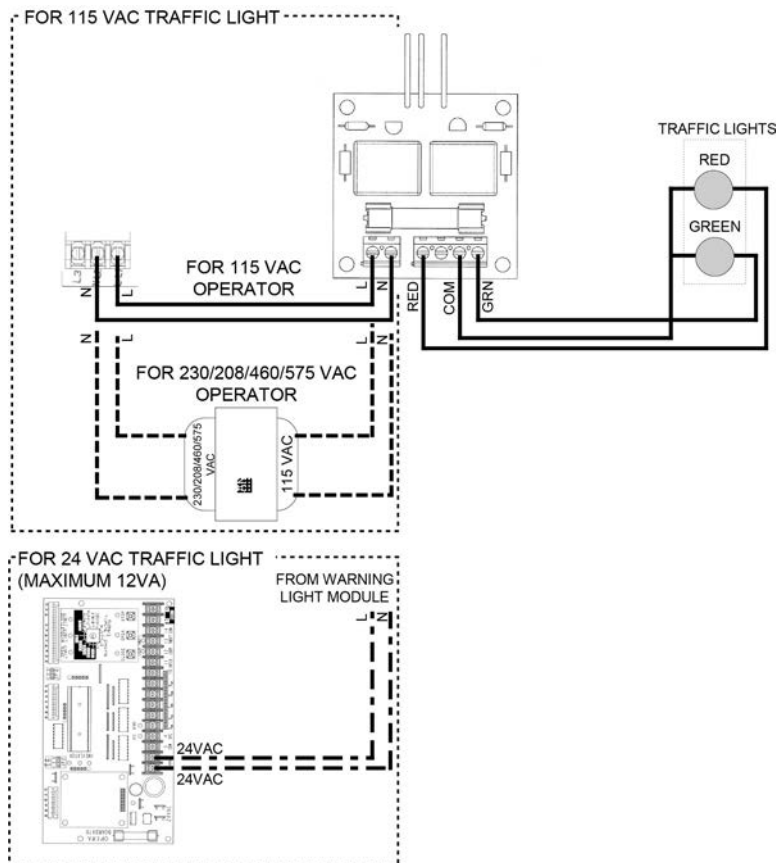 FOR 115 VAC TRAFFIC LIGHT
TRAFFIC LIGHTS
RED
GREEN
L3
N
L
FOR 115 VAC
OPERATOR
L
N
RED
COM
GRN
N
L
L
N
FOR 230/208/460/575 VAC
OPERATOR
230/208/460/575
VAC
115 VAC
FOR 24 VAC TRAFFIC LIGHT
(MAXIMUM 12VA)
FROM WARNING
LIGHT MODULE
L
N
24VAC
24VAC